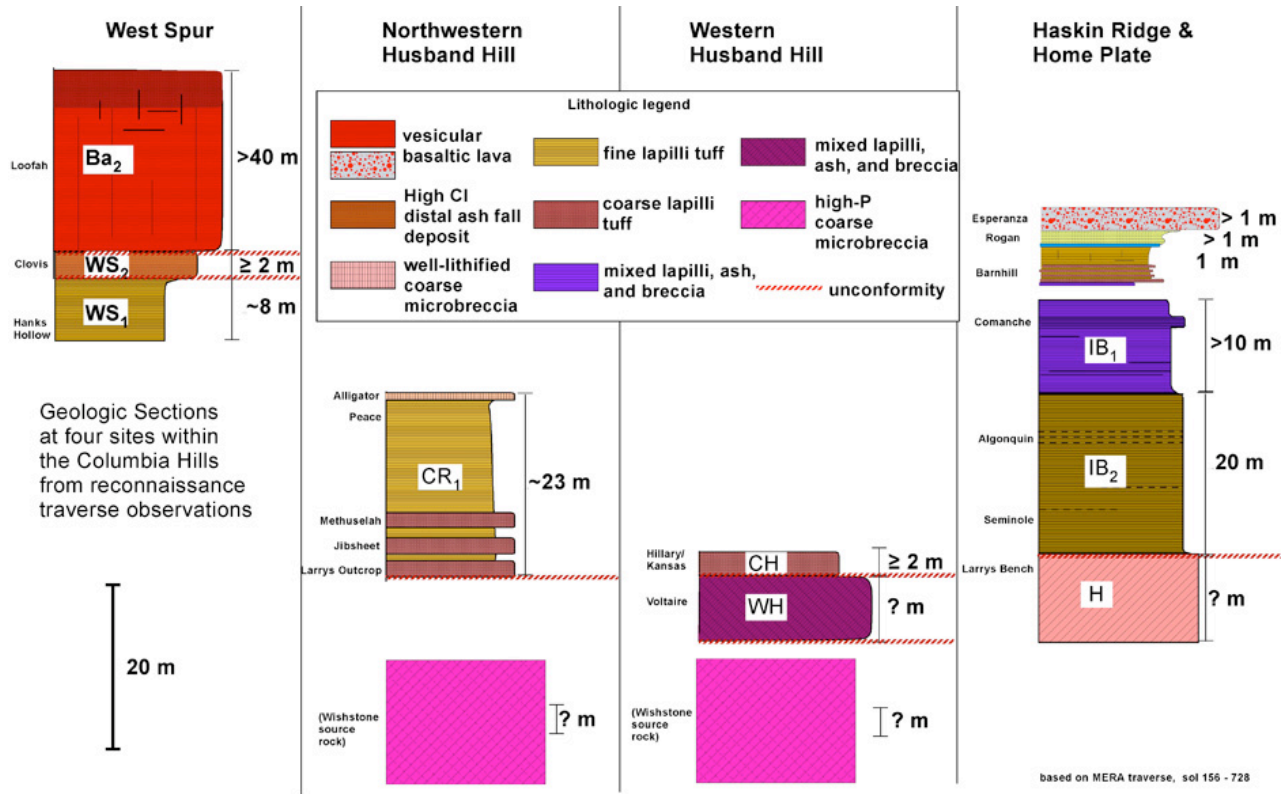 West Spur
Northwestern
Husband Hill
Western
Husband Hill
Haskin Ridge &
Home Plate
Lithologic legend
vesicular
basaltic lava
High Cl
distal ash fall
deposit
well-lithified
coarse
microbreccia
fine lapilli tuff
coarse lapilli
tuff
mixed lapilli, ash,
and breccia
mixed lapilli,
ash, and breccia
high-P
coarse
microbreccia
unconformity
Loofah
Ba2
>40 m
Clovis
WS2
≥ 2 m
Hanks
Hollow
WS1
~8 m
Geologic Sections
at four sites within
the Columbia Hills
from reconnaissance
traverse observations
20 m
Alligator
Peace
CR1
~23 m
Methuselah
Jibsheet
Larrys Outcrop
(Wishstone
source
rock)
? m
Hillary/
Kansas
CH
≥ 2 m
Voltaire
WH
? m
(Wishstone
source
rock)
? m
Esperanza
> 1 m
Rogan
> 1 m
1 m
Barnhill
Comanche
IB1
>10 m
Algonquin
IB2
20 m
Seminole
Larrys Bench
H
? m
based on MERA traverse, sol 156 - 728